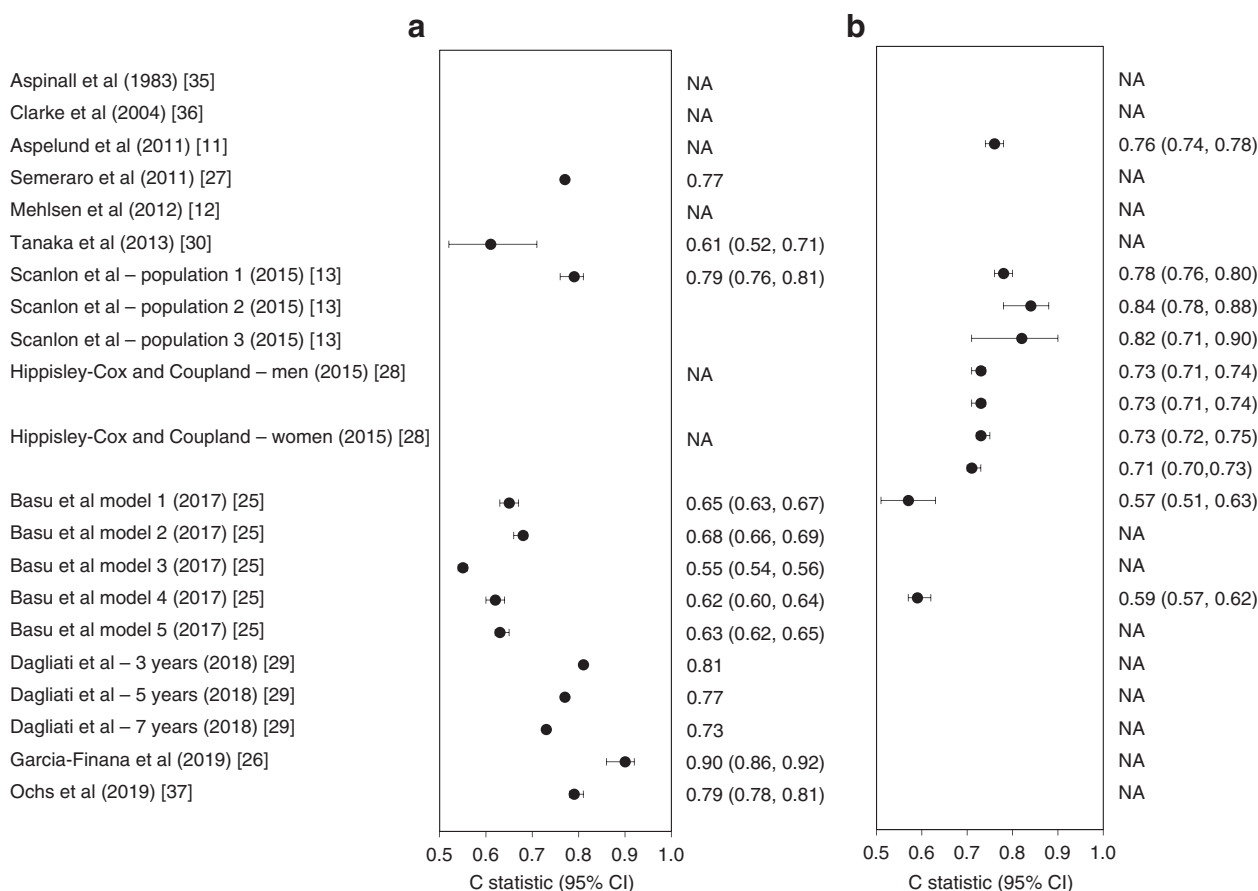 a b
Aspinall et al (1983) [35] NA NA
Clarke et al (2004) [36] NA NA
Aspelund et al (2011) [11] NA 0.76 (0.74, 0.78)
Semeraro et al (2011) [27] 0.77 NA
Mehlsen et al (2012) [12] NA NA
Tanaka et al (2013) [30] 0.61 (0.52, 0.71) NA
Scanlon et al – population 1 (2015) [13] 0.79 (0.76, 0.81) 0.78 (0.76, 0.80)
Scanlon et al – population 2 (2015) [13] 0.84 (0.78, 0.88)
Scanlon et al – population 3 (2015) [13] 0.82 (0.71, 0.90)
Hippisley-Cox and Coupland – men (2015) [28] NA 0.73 (0.71, 0.74)
0.73 (0.71, 0.74)
Hippisley-Cox and Coupland – women (2015) [28] NA 0.73 (0.72, 0.75)
0.71 (0.70,0.73)
Basu et al model 1 (2017) [25] 0.65 (0.63, 0.67) 0.57 (0.51, 0.63)
Basu et al model 2 (2017) [25] 0.68 (0.66, 0.69) NA
Basu et al model 3 (2017) [25] 0.55 (0.54, 0.56) NA
Basu et al model 4 (2017) [25] 0.62 (0.60, 0.64) 0.59 (0.57, 0.62)
Basu et al model 5 (2017) [25] 0.63 (0.62, 0.65) NA
Dagliati et al – 3 years (2018) [29] 0.81 NA
Dagliati et al – 5 years (2018) [29] 0.77 NA
Dagliati et al – 7 years (2018) [29] 0.73 NA
Garcia-Finana et al (2019) [26] 0.90 (0.86, 0.92) NA
Ochs et al (2019) [37] 0.79 (0.78, 0.81) NA
0.5 0.6 0.7 0.8 0.9 1.0 0.5 0.6 0.7 0.8 0.9 1.0
C statistic (95% CI) C statistic (95% CI)